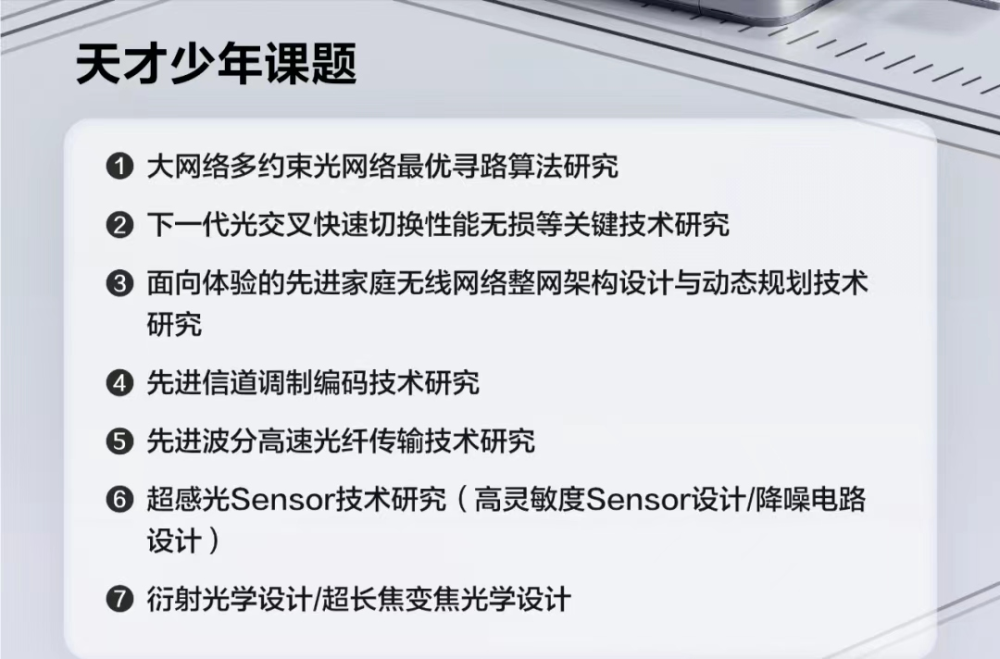 天才少年课题
❶ 大网络多约束光网络最优寻路算法研究
❷ 下一代光交叉快速切换性能无损等关键技术研究
❸ 面向体验的先进家庭无线网络整网架构设计与动态规划技术
研究
❹ 先进信道调制编码技术研究
❺ 先进波分高速光纤传输技术研究
❻ 超感光Sensor技术研究（高灵敏度Sensor设计/降噪电路
设计）
❼ 衍射光学设计/超长焦变焦光学设计